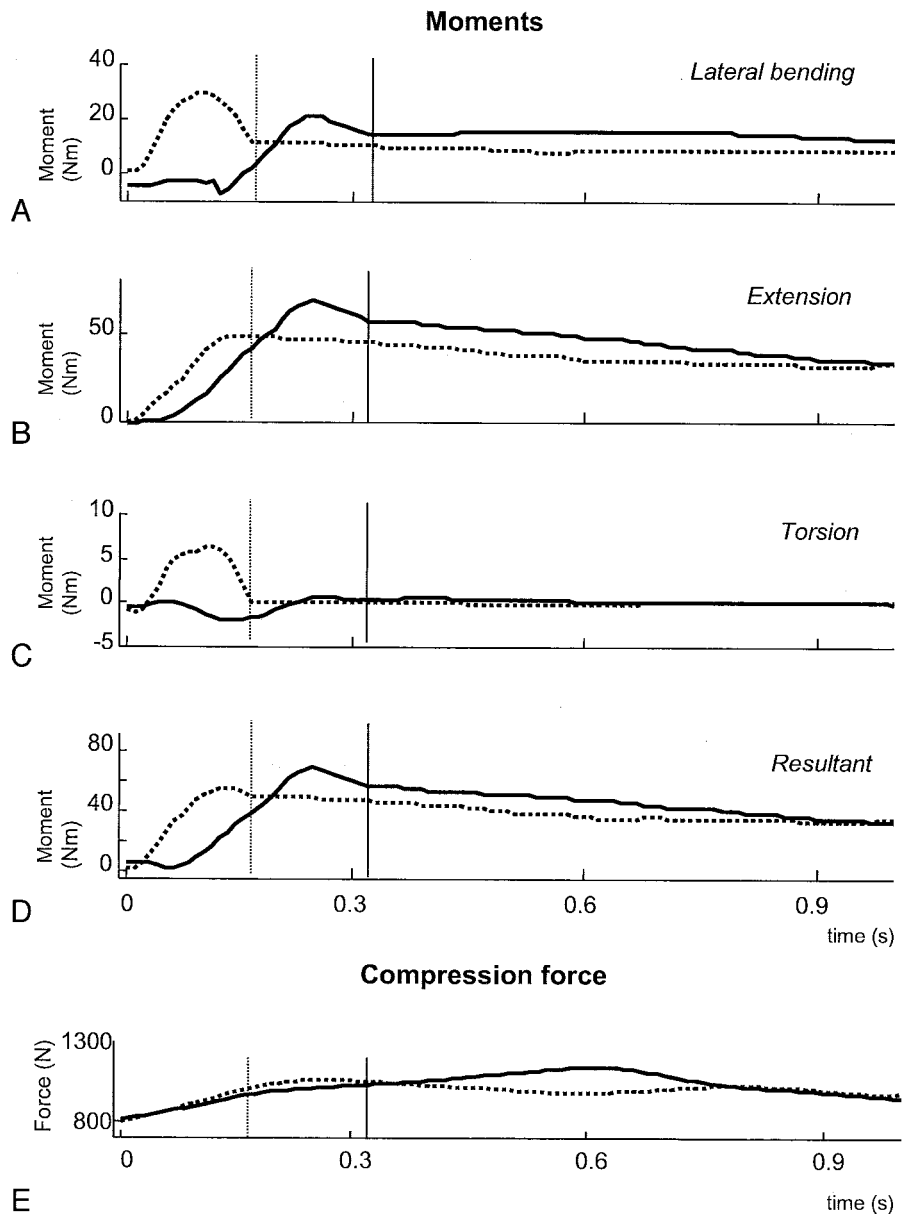 Moments
Lateral bending
40
20
0
Moment
(Nm)
A
Extension
50
0
Moment
(Nm)
B
Torsion
10
5
0
-5
Moment
(Nm)
C
Resultant
80
40
0
Moment
(Nm)
D
0 0.3 0.6 0.9
time (s)
Compression force
1300
800
Force (N)
0 0.3 0.6 0.9
E
time (s)